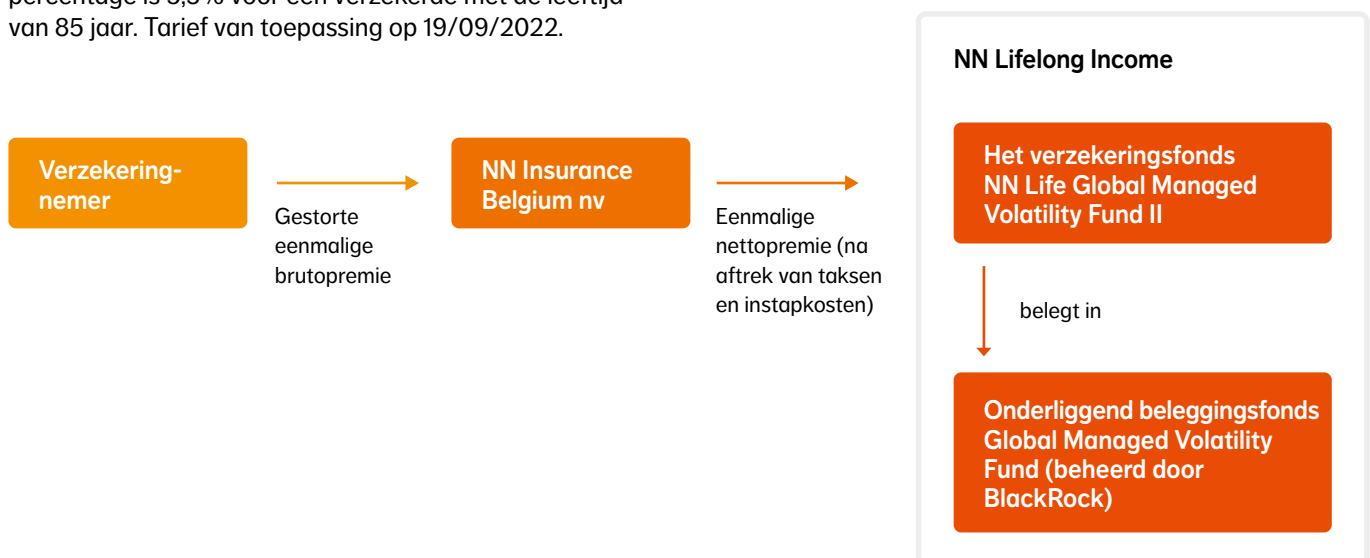 van 85 jaar. Tarief van toepassing op 19/09/2022.
NN Lifelong Income
Verzekering-
nemer
Gestorte
eenmalige
brutopremie
NN Insurance
Belgium nv
Eenmalige
nettopremie (na
aftrek van taksen
en instapkosten)
Het verzekeringsfonds
NN Life Global Managed
Volatility Fund II
belegt in
Onderliggend beleggingsfonds
Global Managed Volatility
Fund (beheerd door
BlackRock)